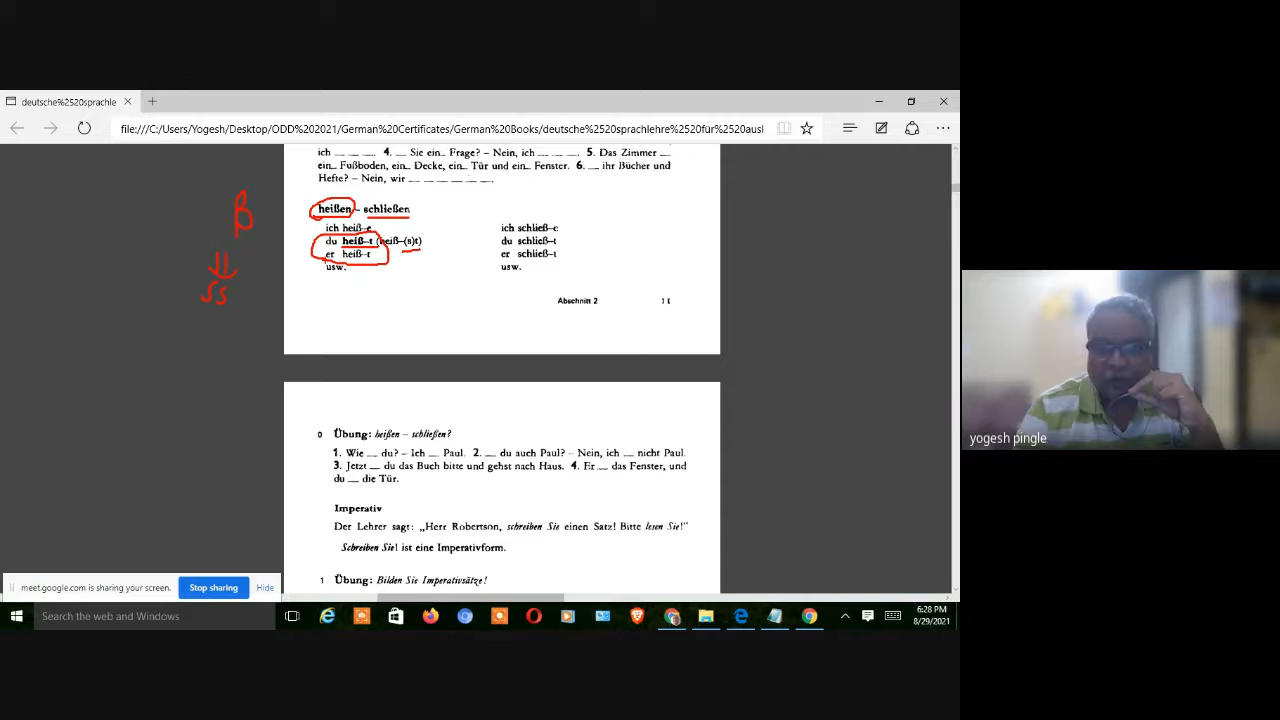 deutsche%2520sprachle
file:///C:/Users/Yogesh/Desktop/ODD%202021/German%20Certificates/German%20Books/deutsche%2520sprachlehre%2520für%2520ausl
ich __ __. 4. __ Sie ein_ Frage? – Nein, ich __ __. 5. Das Zimmer __
ein_ Fußboden, ein_ Decke, ein_ Tür und ein_ Fenster. 6. __ ihr Bücher und
Hefte? – Nein, wir __ __ __ __ __.
β
heißen – schließen
ich heiß–e
ich schließ–e
du heiß–t (heiß–(s)t)
du schließ–t
er heiß–t
er schließ–t
usw.
usw.
ss
Abschnitt 2
11
0 Übung: heißen – schließen?
1. Wie __ du? – Ich __ Paul. 2. __ du auch Paul? – Nein, ich __ nicht Paul.
3. Jetzt __ du das Buch bitte und gehst nach Haus. 4. Er __ das Fenster, und
du __ die Tür.
Imperativ
Der Lehrer sagt: „Herr Robertson, schreiben Sie einen Satz! Bitte lesen Sie!"
Schreiben Sie! ist eine Imperativform.
1 Übung: Bilden Sie Imperativsätze!
yogesh pingle
meet.google.com is sharing your screen.
Stop sharing
Hide
Search the web and Windows
6:28 PM
8/29/2021